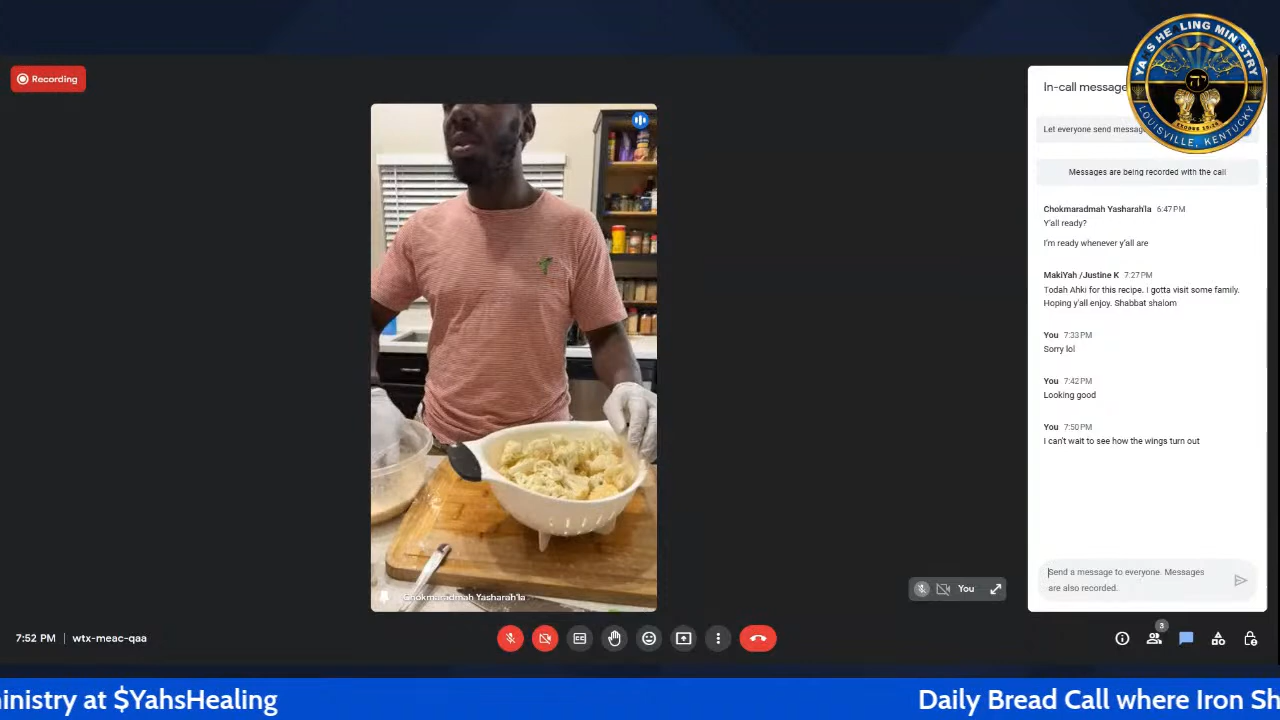 Recording
In-call message
YA'S HE LING MINISTRY
Let everyone send messag
LOUISVILLE, KENTUCKY
Messages are being recorded with the call
Chokmaradmah Yasharah'la 6:47 PM
Y'all ready?
I'm ready whenever y'all are
MakiYah /Justine K 7:27 PM
Todah Ahki for this recipe. I gotta visit some family.
Hoping y'all enjoy. Shabbat shalom
You 7:33 PM
Sorry lol
You 7:42 PM
Looking good
You 7:50 PM
I can't wait to see how the wings turn out
Send a message to everyone. Messages
are also recorded.
You
Chokmaradmah Yasharah'la
7:52 PM | wtx-meac-qaa
3
inistry at $YahsHealing
Daily Bread Call where Iron Sh